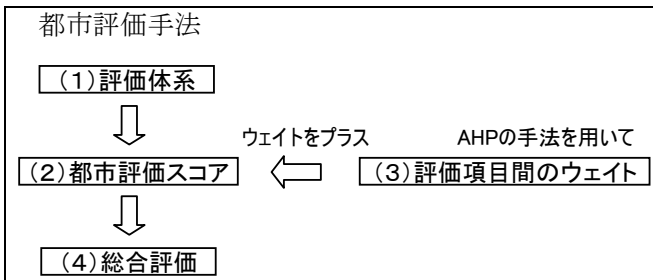 都市評価手法
(1)評価体系
ウェイトをプラス
AHPの手法を用いて
(2)都市評価スコア
(3)評価項目間のウェイト
(4)総合評価